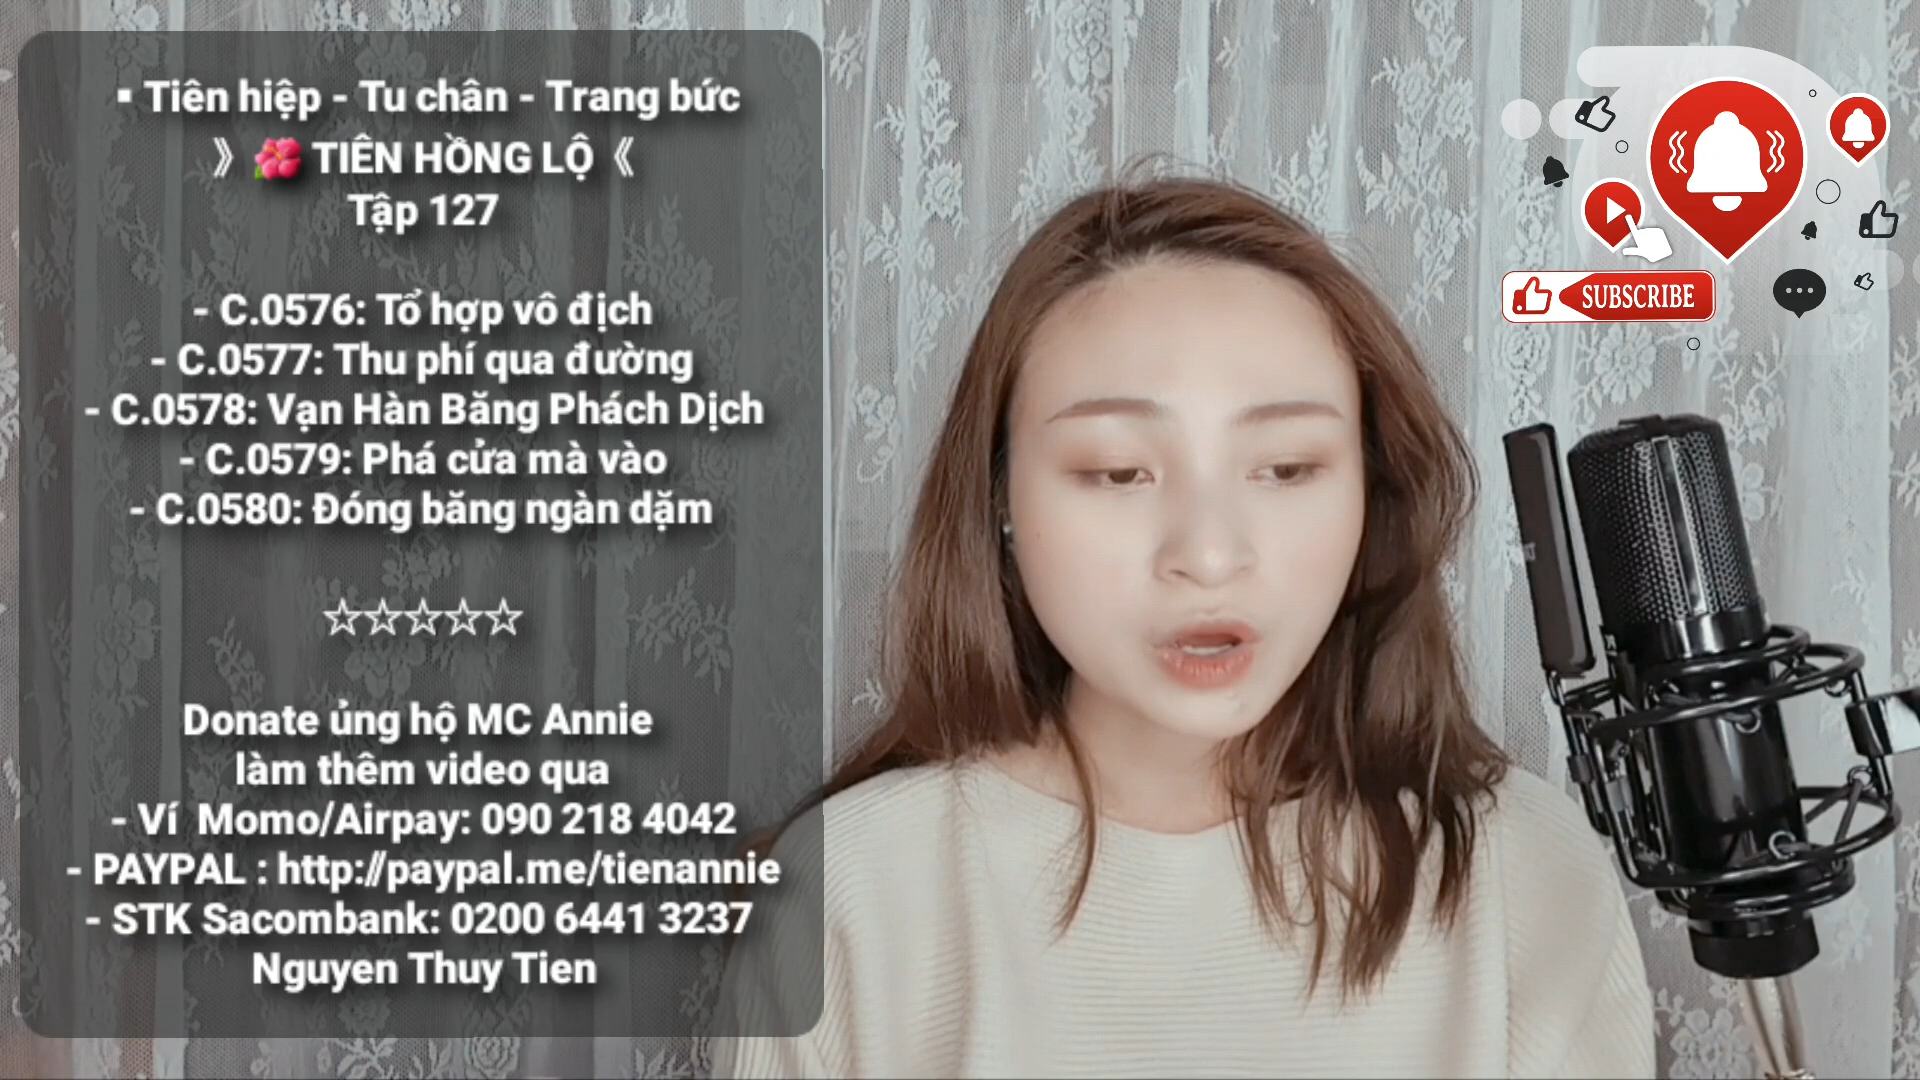 ▪ Tiên hiệp - Tu chân - Trang bức
》🌺 TIÊN HỒNG LỘ《
Tập 127
- C.0576: Tổ hợp vô địch
- C.0577: Thu phí qua đường
- C.0578: Vạn Hàn Băng Phách Dịch
- C.0579: Phá cửa mà vào
- C.0580: Đóng băng ngàn dặm
☆☆☆☆☆
Donate ủng hộ MC Annie
làm thêm video qua
- Ví Momo/Airpay: 090 218 4042
- PAYPAL : http://paypal.me/tienannie
- STK Sacombank: 0200 6441 3237
Nguyen Thuy Tien
SUBSCRIBE